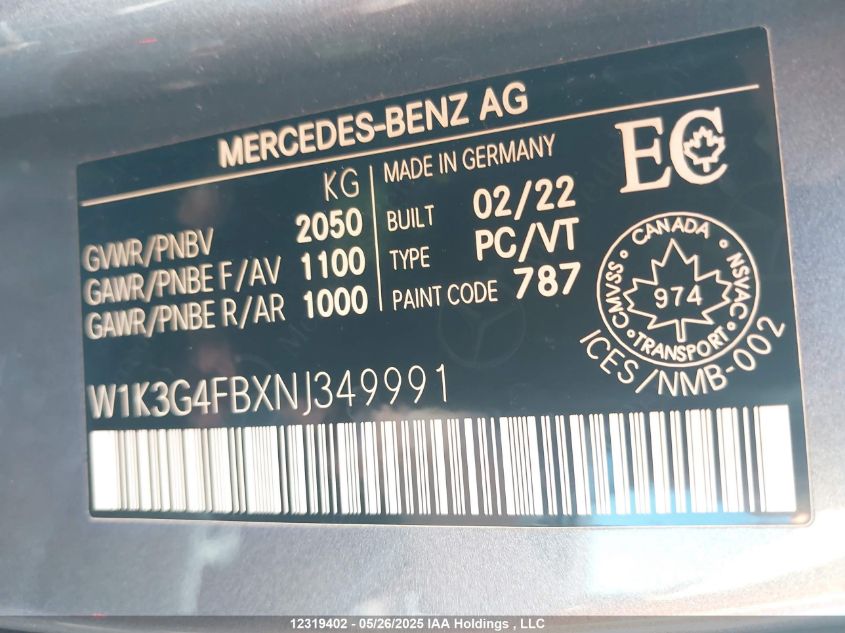 MERCEDES-BENZ AG
KG
GVWR/PNBV 2050
GAWR/PNBE F/AV 1100
GAWR/PNBE R/AR 1000
MADE IN GERMANY
BUILT 02/22
TYPE PC/VT
PAINT CODE 787
EC
CANADA
CMVSS/NSVAC
974
TRANSPORT
ICES/NMB-002
W1K3G4FBXNJ349991
12319402 - 05/26/2025 IAA Holdings , LLC